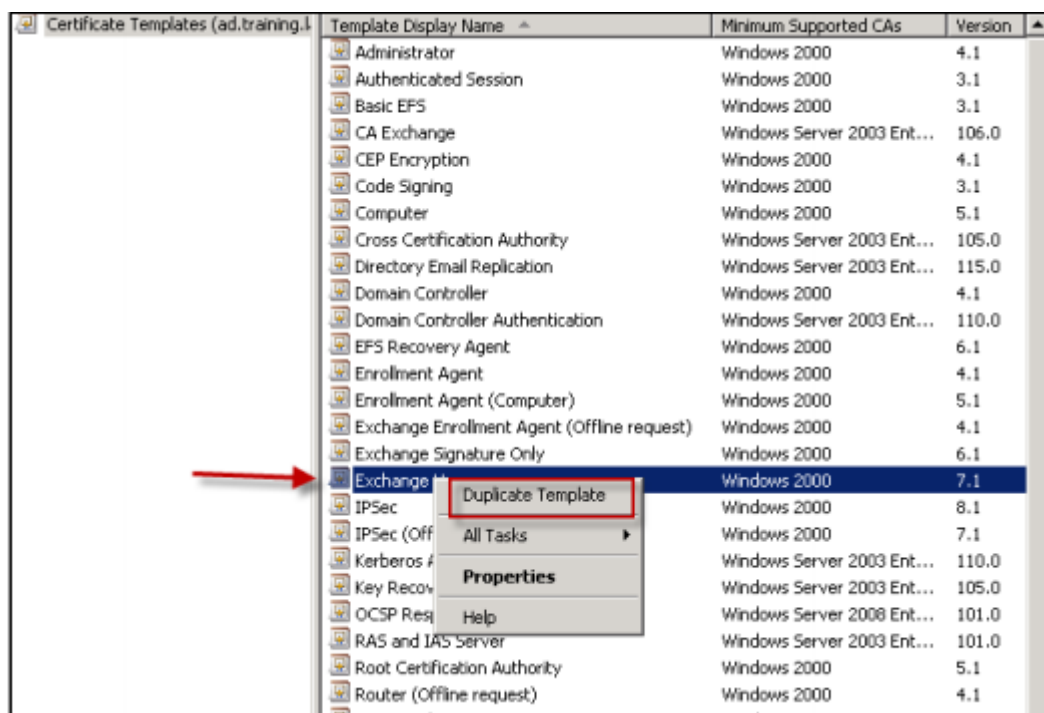 Certificate Templates (ad.training.l
Template Display Name Minimum Supported CAs Version
Administrator Windows 2000 4.1
Authenticated Session Windows 2000 3.1
Basic EFS Windows 2000 3.1
CA Exchange Windows Server 2003 Ent... 106.0
CEP Encryption Windows 2000 4.1
Code Signing Windows 2000 3.1
Computer Windows 2000 5.1
Cross Certification Authority Windows Server 2003 Ent... 105.0
Directory Email Replication Windows Server 2003 Ent... 115.0
Domain Controller Windows 2000 4.1
Domain Controller Authentication Windows Server 2003 Ent... 110.0
EFS Recovery Agent Windows 2000 6.1
Enrollment Agent Windows 2000 4.1
Enrollment Agent (Computer) Windows 2000 5.1
Exchange Enrollment Agent (Offline request) Windows 2000 4.1
Exchange Signature Only Windows 2000 6.1
Exchange Windows 2000 7.1
Duplicate Template
IPSec Windows 2000 8.1
IPSec (Off Windows 2000 7.1
All Tasks
Kerberos Windows Server 2003 Ent... 110.0
Properties
Key Recov Windows Server 2003 Ent... 105.0
OCSP Resp Windows Server 2008 Ent... 101.0
Help
RAS and IAS Server Windows Server 2003 Ent... 101.0
Root Certification Authority Windows 2000 5.1
Router (Offline request) Windows 2000 4.1